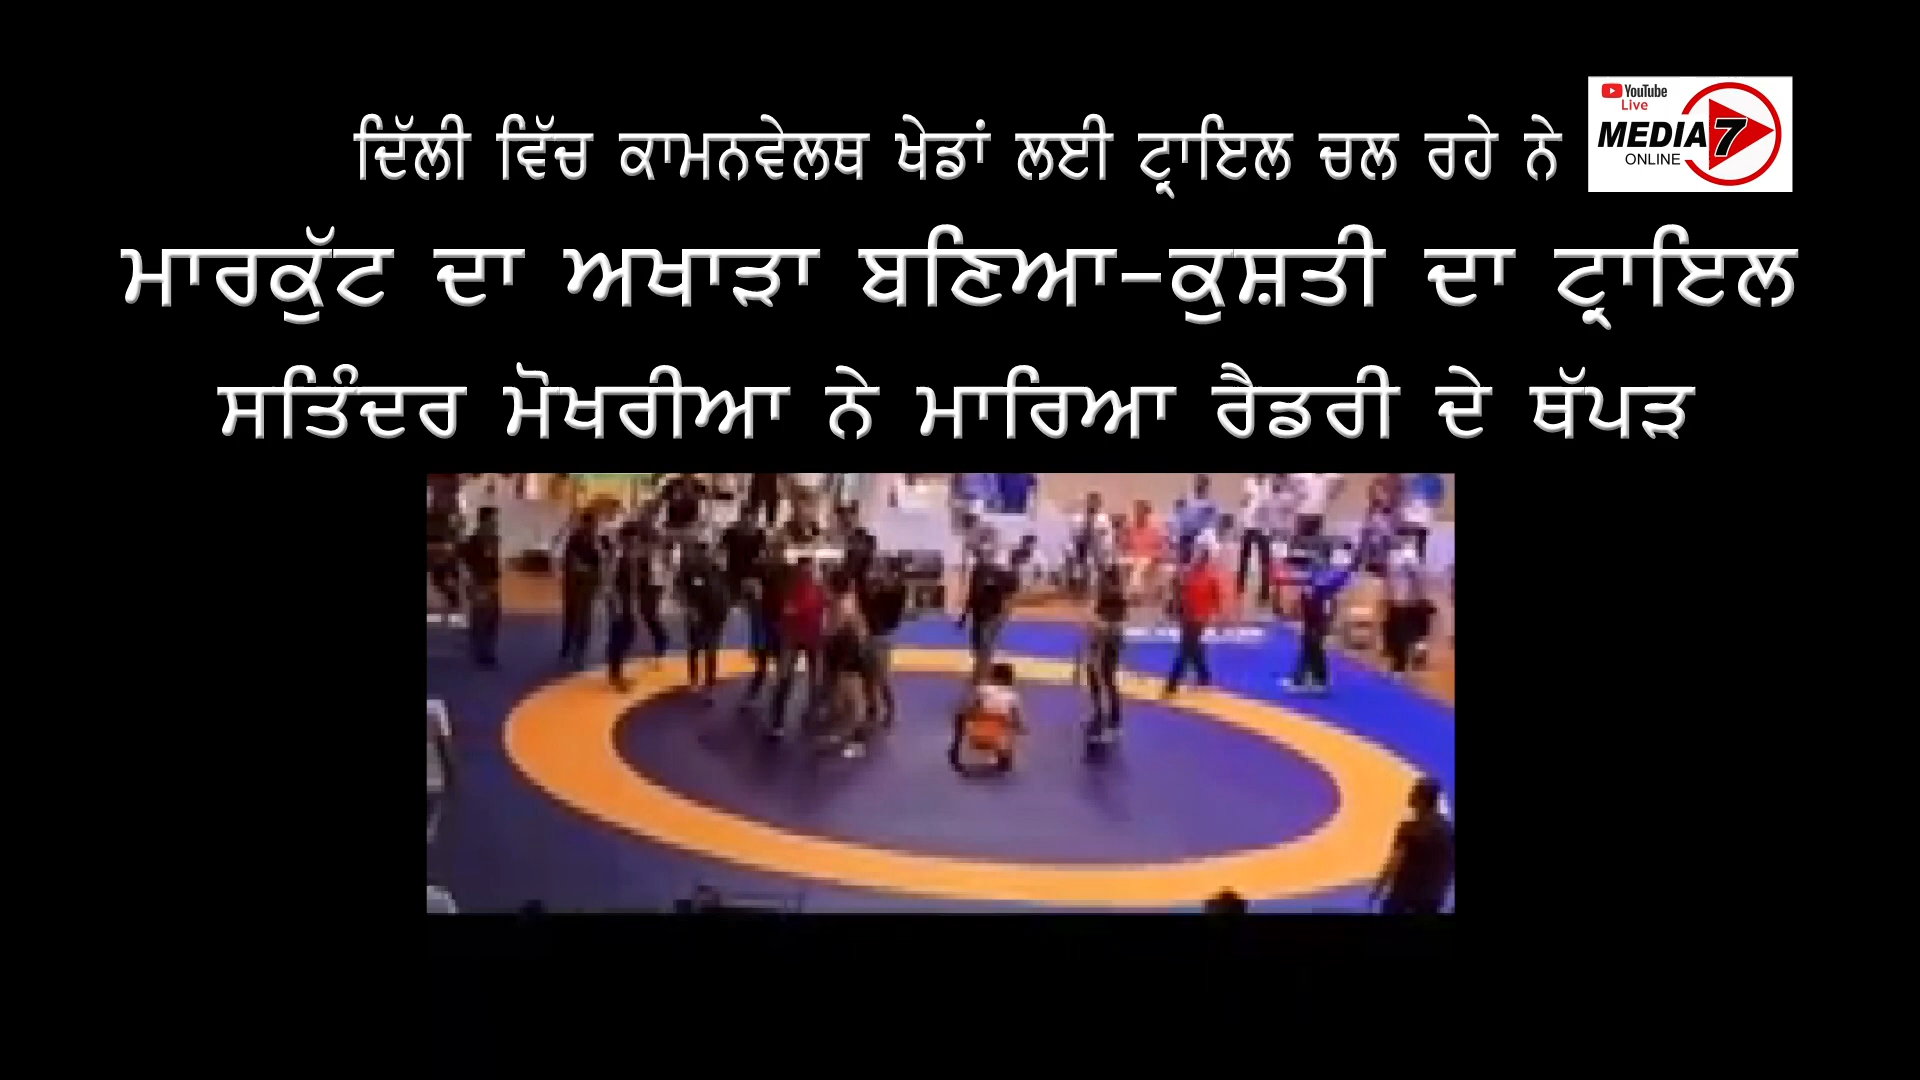 ਦਿੱਲੀ ਵਿੱਚ ਕਾਮਨਵੇਲਥ ਖੇਡਾਂ ਲਈ ਟ੍ਰਾਇਲ ਚਲ ਰਹੇ ਨੇ
YouTube
Live
MEDIA 7
ONLINE
ਮਾਰਕੁੱਟ ਦਾ ਅਖਾੜਾ ਬਣਿਆ-ਕੁਸ਼ਤੀ ਦਾ ਟ੍ਰਾਇਲ
ਸਤਿੰਦਰ ਮੋਖਰੀਆ ਨੇ ਮਾਰਿਆ ਰੈਡਰੀ ਦੇ ਥੱਪੜ